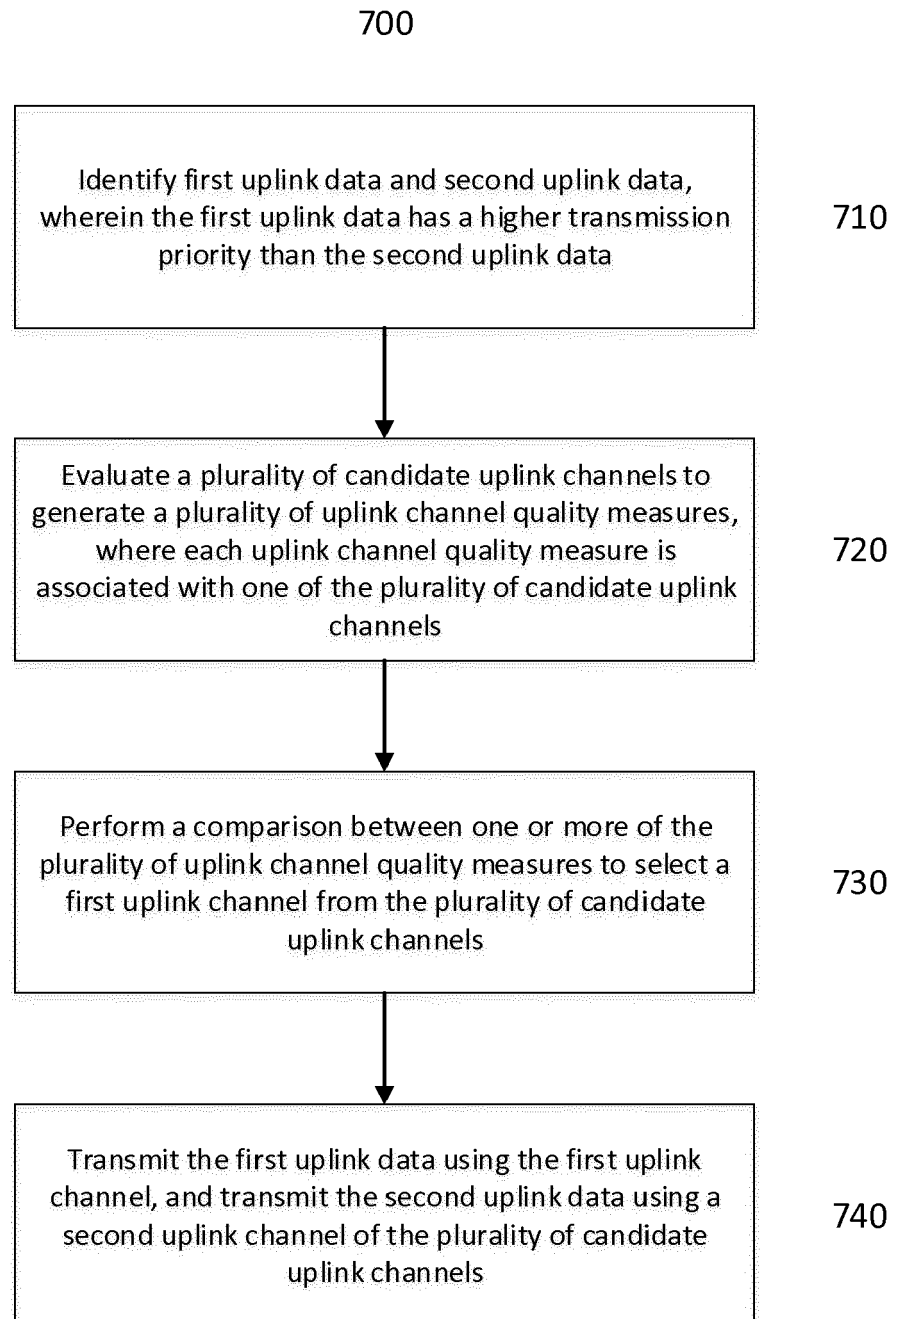 700
Identify first uplink data and second uplink data,
wherein the first uplink data has a higher transmission
priority than the second uplink data
710
Evaluate a plurality of candidate uplink channels to
generate a plurality of uplink channel quality measures,
where each uplink channel quality measure is
associated with one of the plurality of candidate uplink
channels
720
Perform a comparison between one or more of the
plurality of uplink channel quality measures to select a
first uplink channel from the plurality of candidate
uplink channels
730
Transmit the first uplink data using the first uplink
channel, and transmit the second uplink data using a
second uplink channel of the plurality of candidate
uplink channels
740